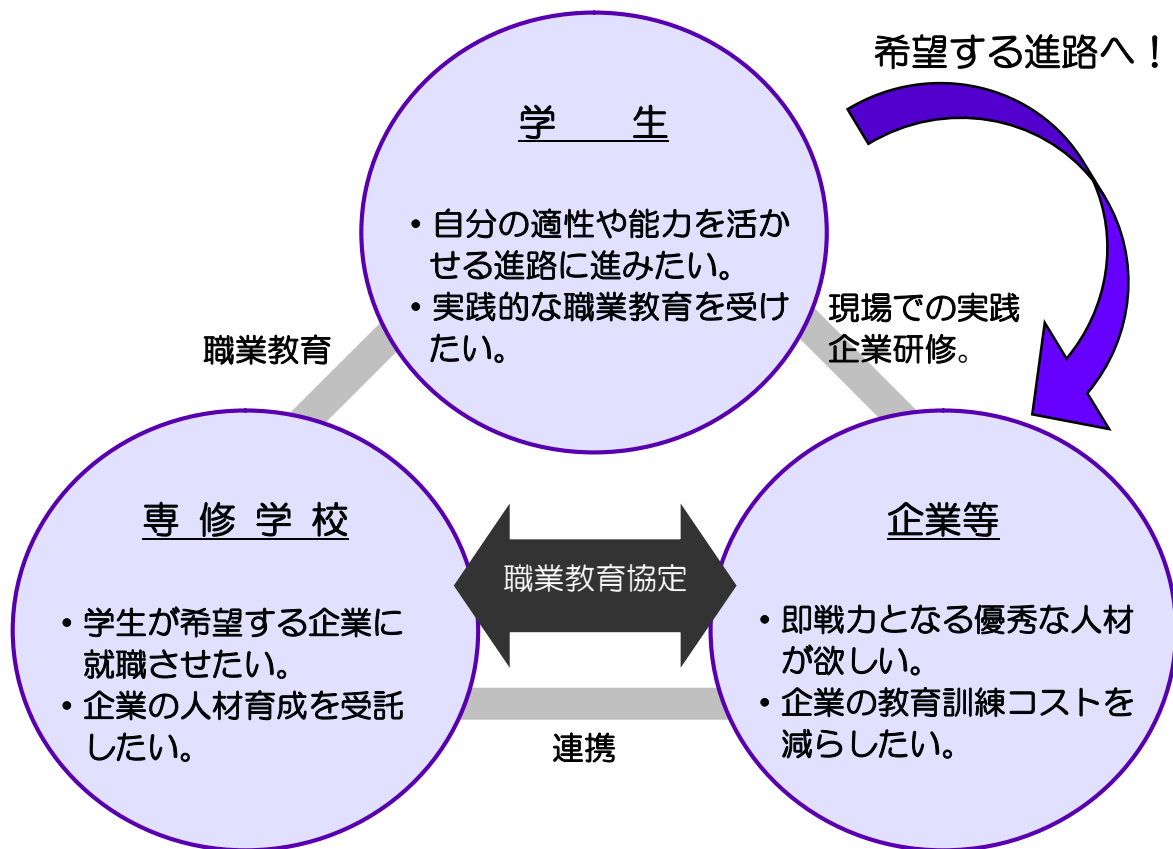 希望する進路へ！
学　　生
・自分の適性や能力を活か
せる進路に進みたい。
・実践的な職業教育を受け
たい。
職業教育
現場での実践
企業研修。
専 修 学 校
・学生が希望する企業に
就職させたい。
・企業の人材育成を受託
したい。
職業教育協定
連携
企業等
・即戦力となる優秀な人材
が欲しい。
・企業の教育訓練コストを
減らしたい。